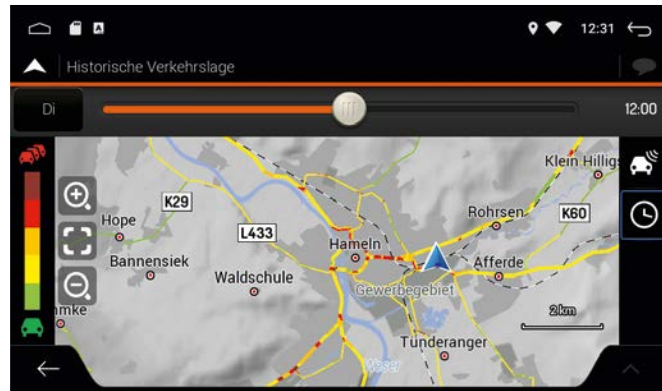 12:31
Historische Verkehrslage
Di
12:00
Klein Hillig
K29
Hope
Rohrsen
K60
L433
Hameln
Bannensiek
Afferde
Waldschule
Gewerbegebiet
mke
2km
Tünderanger
Weser